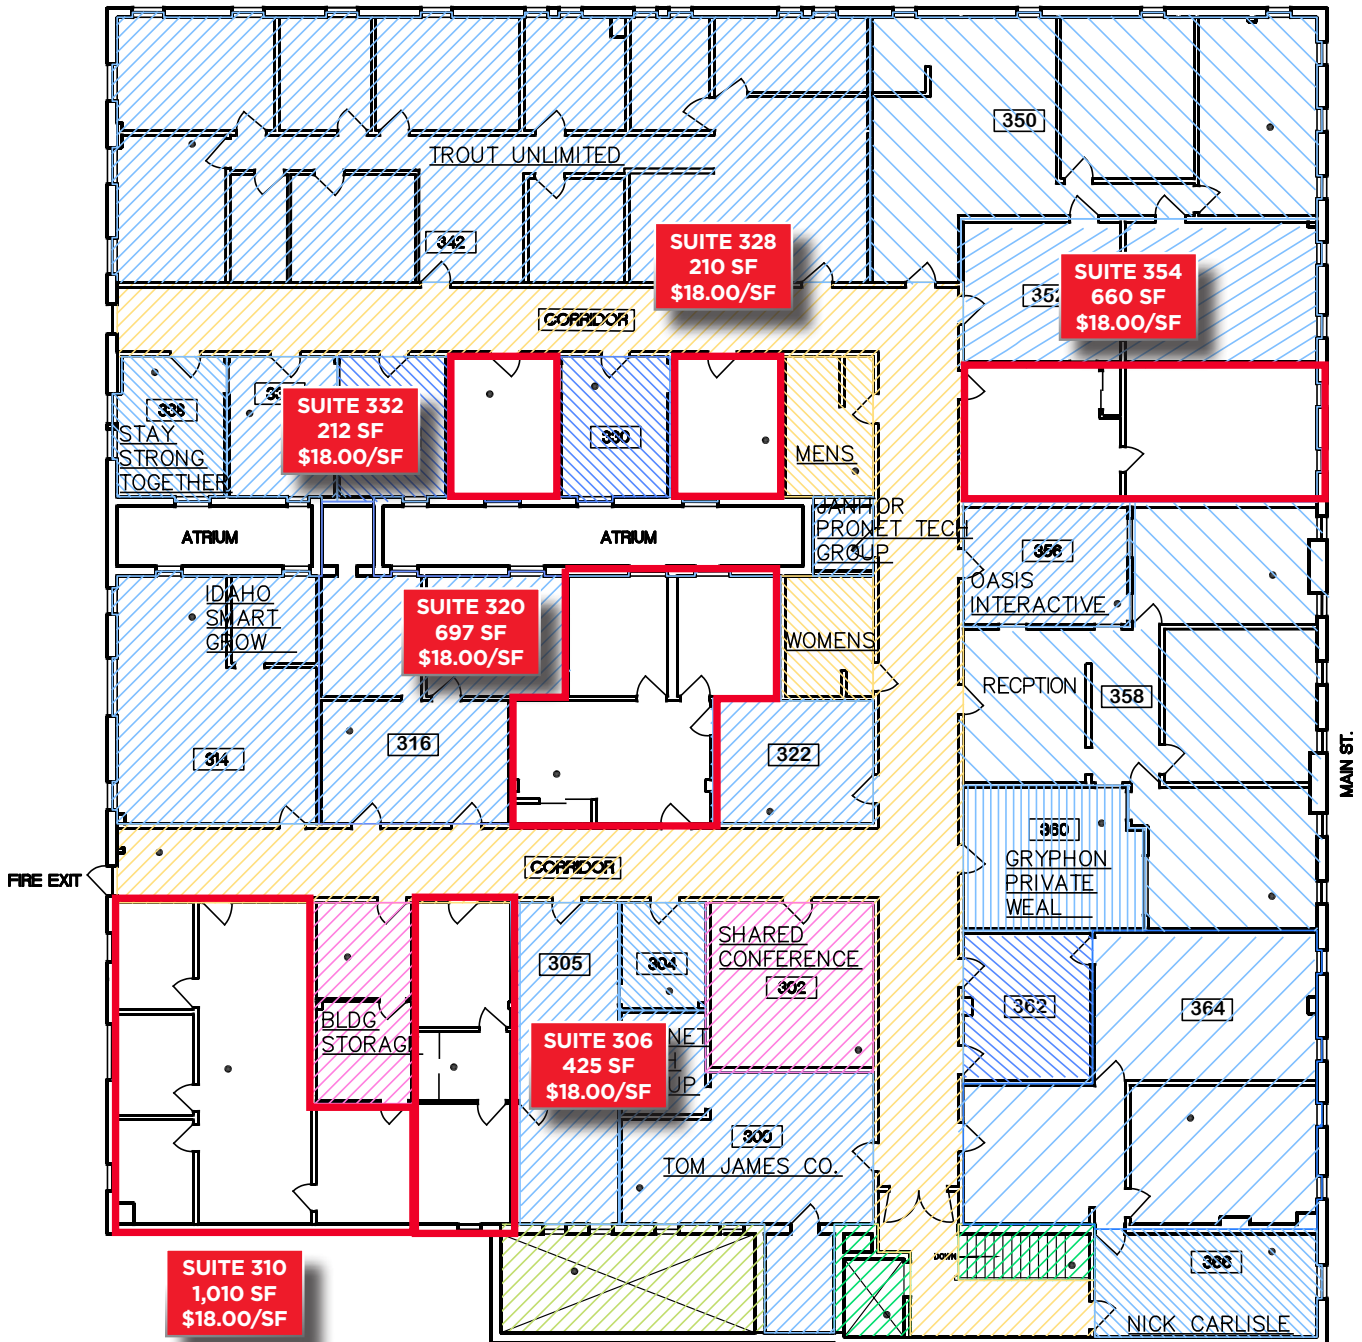 350
TROUT UNLIMITED
342
SUITE 328
210 SF
$18.00/SF
SUITE 354
660 SF
$18.00/SF
352
CORRIDOR
336
STAY
STRONG
TOGETHER
SUITE 332
212 SF
$18.00/SF
330
MENS
ATRIUM
ATRIUM
JANITOR
PRONET TECH
GROUP
356
OASIS
INTERACTIVE
IDAHO
SMART
GROW
SUITE 320
697 SF
$18.00/SF
WOMENS
RECPTION
358
314
316
322
MAIN ST.
360
GRYPHON
PRIVATE
WEAL
CORRIDOR
FIRE EXIT
305
304
SHARED
CONFERENCE
302
362
364
BLDG
STORAGE
SUITE 306
425 SF
$18.00/SF
300
TOM JAMES CO.
DOWN
366
NICK CARLISLE
SUITE 310
1,010 SF
$18.00/SF